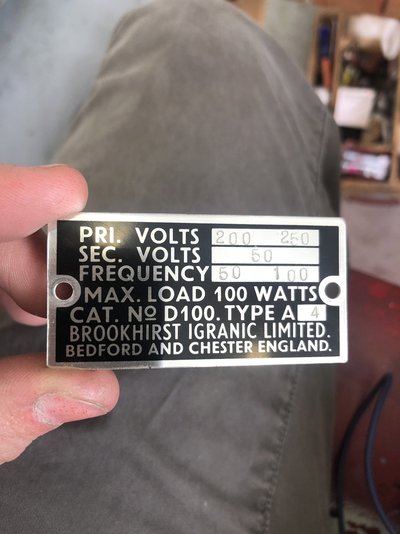 PRI. VOLTS 200 250
SEC. VOLTS 50
FREQUENCY 50 100
MAX. LOAD 100 WATTS
CAT. Nº D100. TYPE A 4
BROOKHIRST IGRANIC LIMITED.
BEDFORD AND CHESTER ENGLAND.